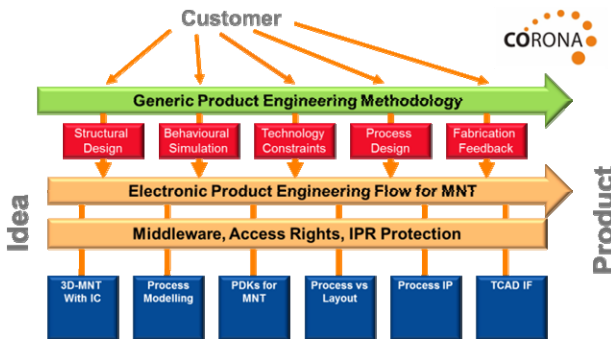 Customer
CORONA
Generic Product Engineering Methodology
Structural
Design
Behavioural
Simulation
Technology
Constraints
Process
Design
Fabrication
Feedback
Electronic Product Engineering Flow for MNT
Idea
Middleware, Access Rights, IPR Protection
Product
3D-MNT
With IC
Process
Modelling
PDKs for
MNT
Process vs
Layout
Process IP
TCAD IF